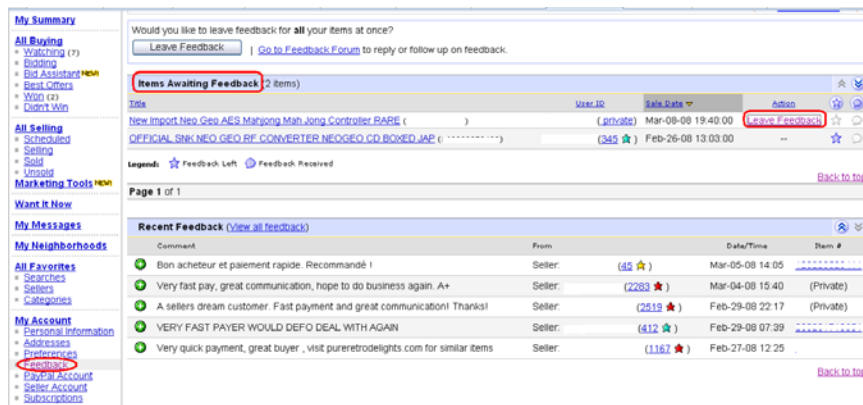 My Summary
All Buying
Watching (7)
Bidding
Bid Assistant NEW!
Best Offers
Won (2)
Didn't Win
All Selling
Scheduled
Selling
Sold
Unsold
Marketing Tools NEW!
Want It Now
My Messages
My Neighborhoods
All Favorites
Searches
Sellers
Categories
My Account
Personal Information
Addresses
Preferences
Feedback
PayPal Account
Seller Account
Subscriptions
Would you like to leave feedback for all your items at once?
Leave Feedback | Go to Feedback Forum to reply or follow up on feedback.
Items Awaiting Feedback (2 items)
Title User ID Sale Date Action
New Import Neo Geo AES Mahjong Mah Jong Controller RARE ( ) (private) Mar-08-08 19:40:00 Leave Feedback
OFFICIAL SNK NEO GEO RF CONVERTER NEOGEO CD BOXED JAP ( ) (345) Feb-26-08 13:03:00 --
Legend: Feedback Left Feedback Received
Back to top
Page 1 of 1
Recent Feedback (View all feedback)
Comment From Date/Time Item #
Bon acheteur et paiement rapide. Recommandé ! Seller: (45) Mar-05-08 14:05
Very fast pay, great communication, hope to do business again. A+ Seller: (2283) Mar-04-08 15:40 (Private)
A sellers dream customer. Fast payment and great communication! Thanks! Seller: (2519) Feb-29-08 22:17 (Private)
VERY FAST PAYER WOULD DEFO DEAL WITH AGAIN Seller: (412) Feb-29-08 07:39
Very quick payment, great buyer , visit pureretrodelights.com for similar items Seller: (1167) Feb-27-08 12:25
Back to top